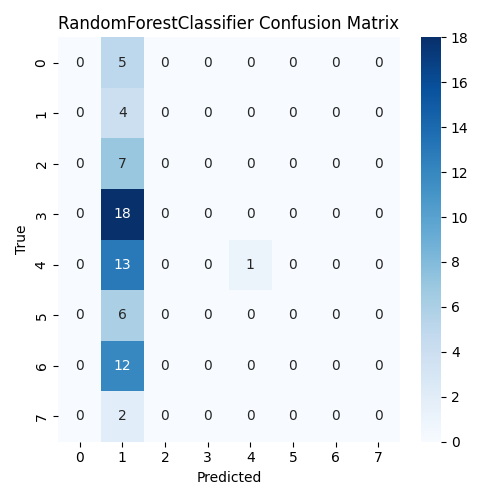 RandomForestClassifier Confusion Matrix
0 0 5 0 0 0 0 0 0
1 0 4 0 0 0 0 0 0
2 0 7 0 0 0 0 0 0
3 0 18 0 0 0 0 0 0
4 0 13 0 0 1 0 0 0
5 0 6 0 0 0 0 0 0
6 0 12 0 0 0 0 0 0
7 0 2 0 0 0 0 0 0
True
0 1 2 3 4 5 6 7
Predicted
18
16
14
12
10
8
6
4
2
0